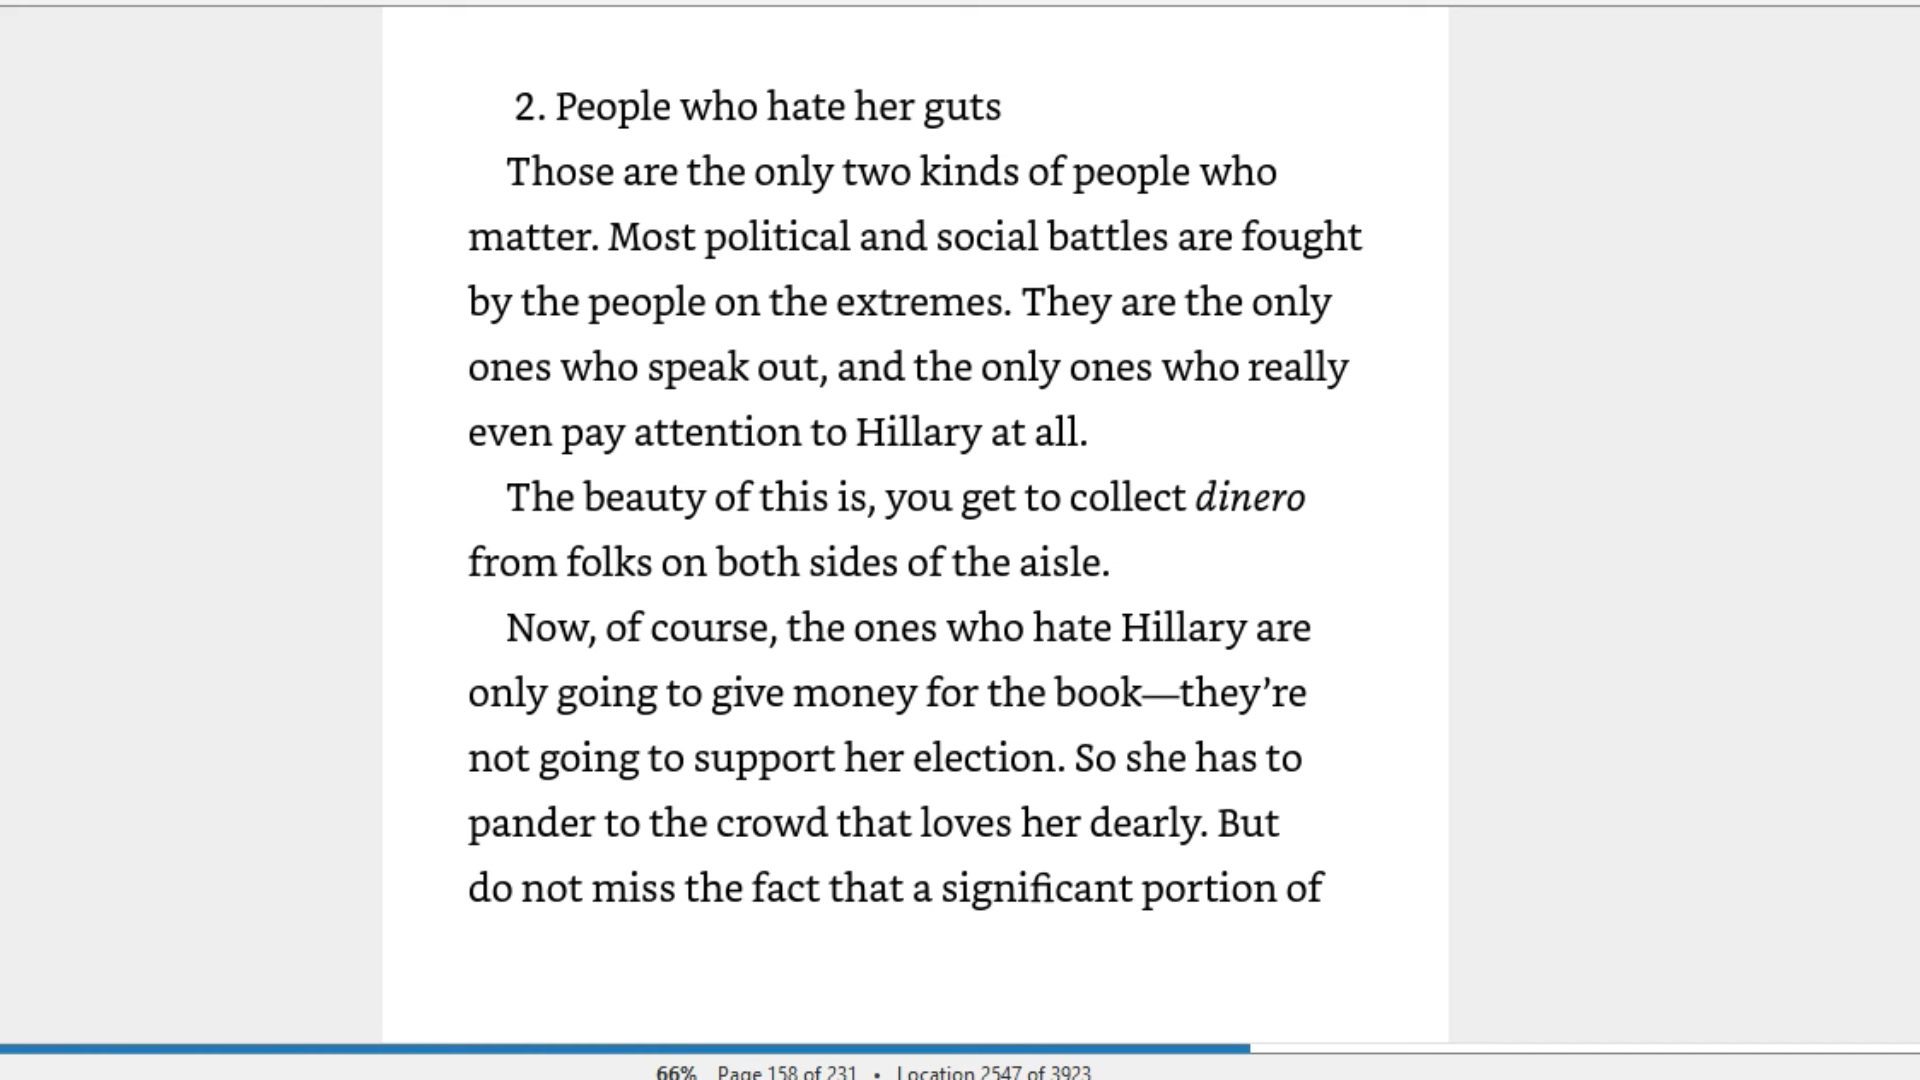 2. People who hate her guts
Those are the only two kinds of people who
matter. Most political and social battles are fought
by the people on the extremes. They are the only
ones who speak out, and the only ones who really
even pay attention to Hillary at all.
The beauty of this is, you get to collect dinero
from folks on both sides of the aisle.
Now, of course, the ones who hate Hillary are
only going to give money for the book—they’re
not going to support her election. So she has to
pander to the crowd that loves her dearly. But
do not miss the fact that a significant portion of
66% Page 158 of 231 • Location 2547 of 3923